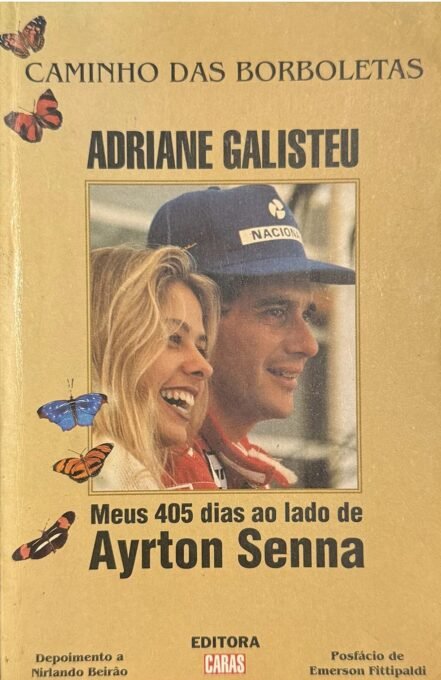 CAMINHO DAS BORBOLETAS
ADRIANE GALISTEU
NACIONA
Meus 405 dias ao lado de
Ayrton Senna
Depoimento a
Nirlando Beirão
EDITORA
CARAS
Posfácio de
Emerson Fittipaldi